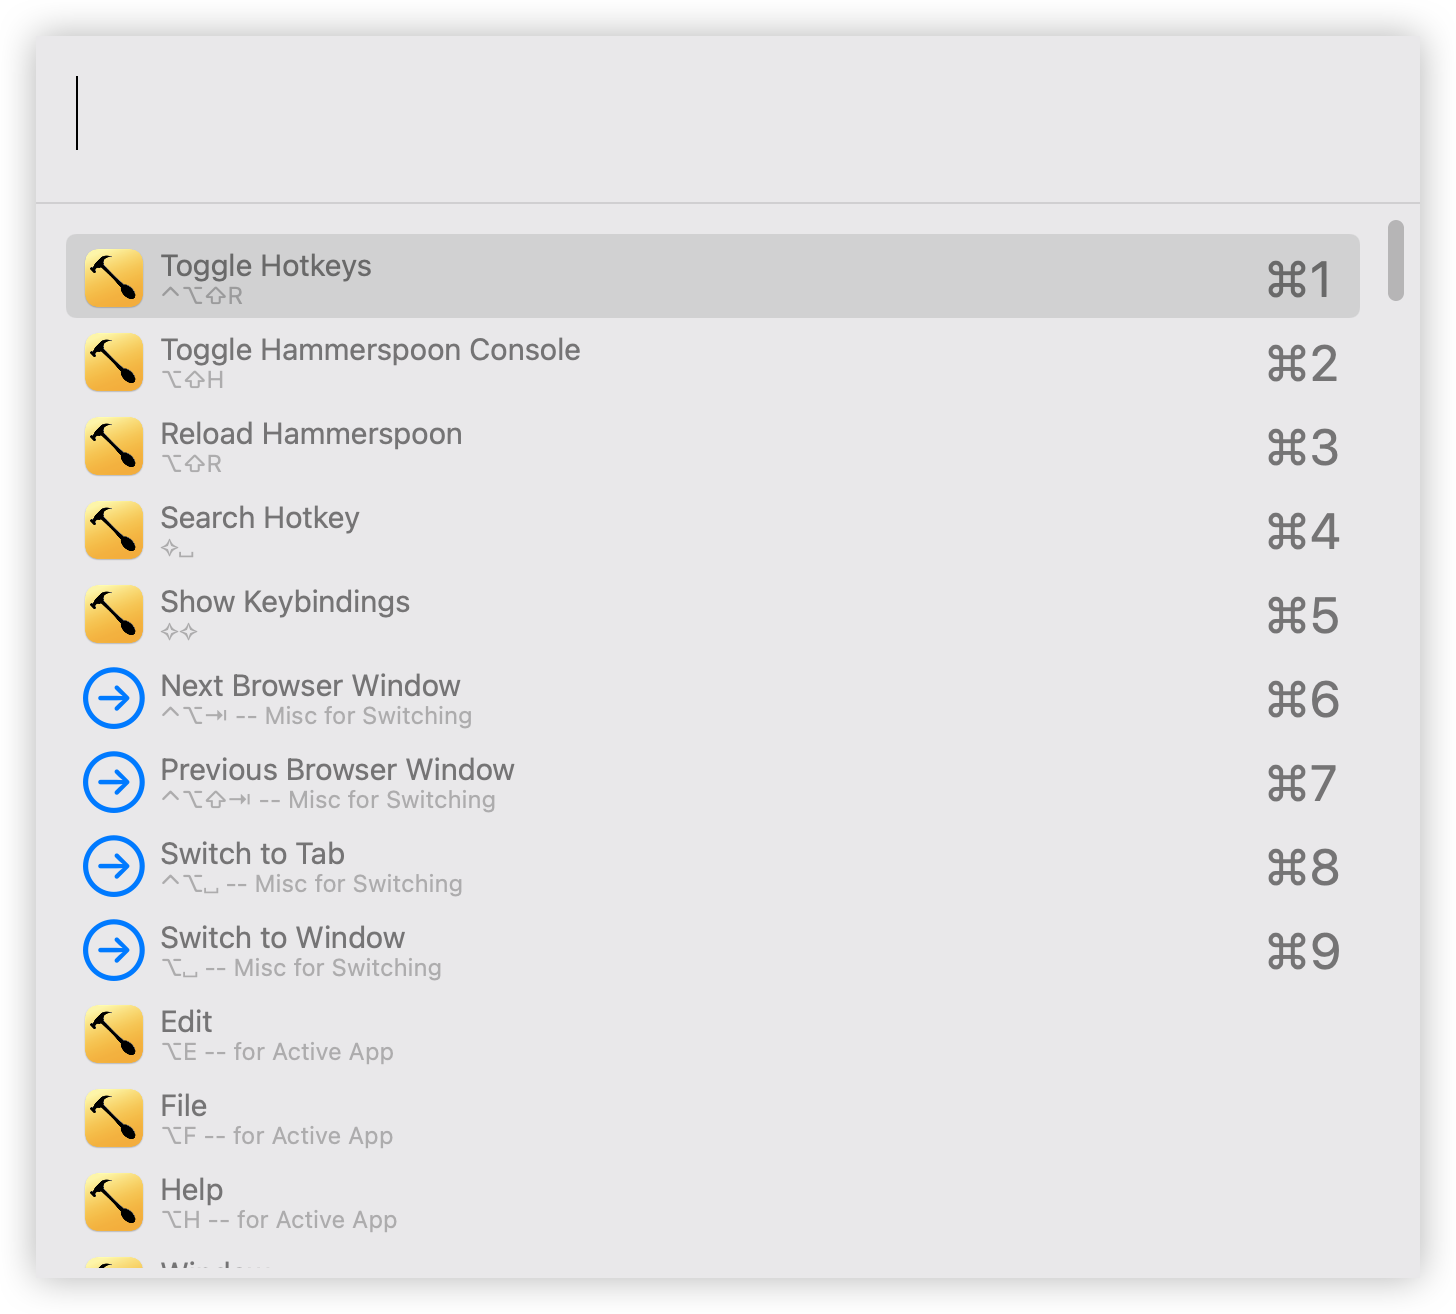 Toggle Hotkeys
⌃⌥⇧R
⌘1
Toggle Hammerspoon Console
⌥⇧H
⌘2
Reload Hammerspoon
⌥⇧R
⌘3
Search Hotkey
✧␣
⌘4
Show Keybindings
✧✧
⌘5
Next Browser Window
⌃⌥⇥ -- Misc for Switching
⌘6
Previous Browser Window
⌃⌥⇧⇥ -- Misc for Switching
⌘7
Switch to Tab
⌃⌥␣ -- Misc for Switching
⌘8
Switch to Window
⌥␣ -- Misc for Switching
⌘9
Edit
⌥E -- for Active App
File
⌥F -- for Active App
Help
⌥H -- for Active App